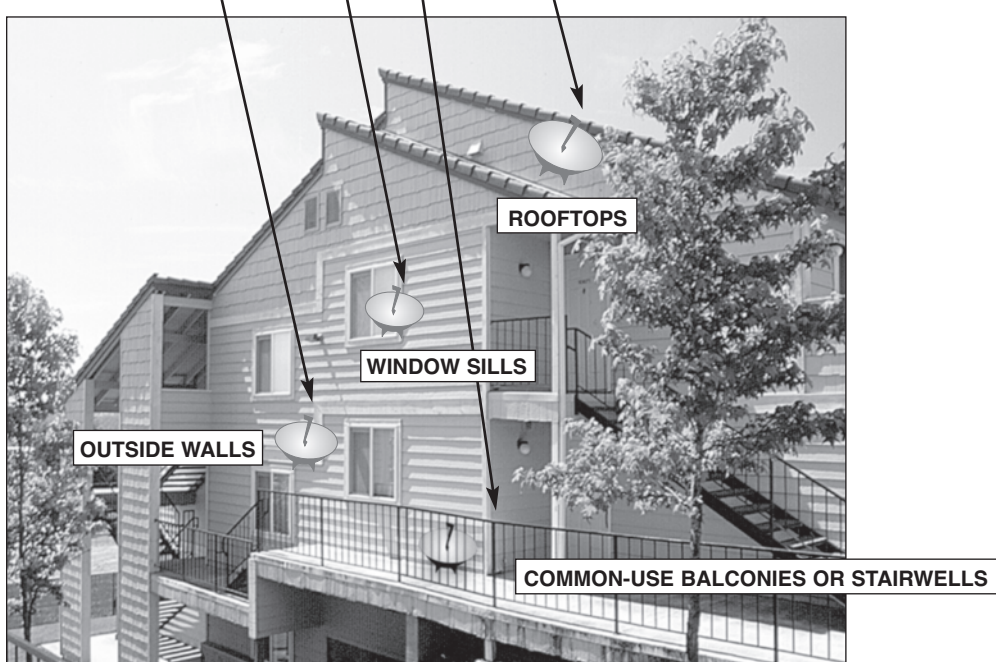 ROOFTOPS
WINDOW SILLS
OUTSIDE WALLS
COMMON-USE BALCONIES OR STAIRWELLS